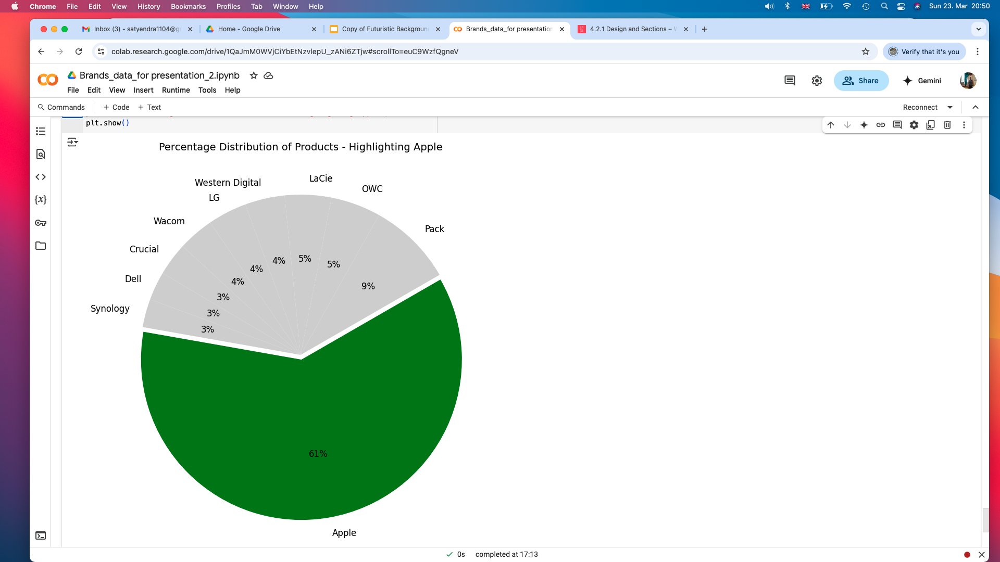 Chrome File Edit View History Bookmarks Profiles Tab Window Help Sun 23. Mar 20:50
Inbox (3) - satyendra1104@g Home - Google Drive Copy of Futuristic Backgroun Brands_data_for presentation 4.2.1 Design and Sections –
colab.research.google.com/drive/1QaJmM0WVjCiYbEtNzvlepU_zANi6ZTjw#scrollTo=euC9WzfQgneV Verify that it's you
Brands_data_for presentation_2.ipynb
Share Gemini
File Edit View Insert Runtime Tools Help
Commands + Code + Text Reconnect
plt.show()
Percentage Distribution of Products - Highlighting Apple
LaCie
Western Digital
OWC
LG
Wacom
Pack
Crucial
5%
4%
5%
4%
Dell
4%
9%
3%
Synology
3%
3%
61%
Apple
0s completed at 17:13